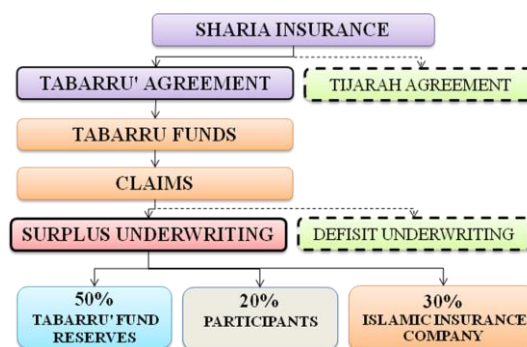 SHARIA INSURANCE
TABARRU' AGREEMENT
TIJARAH AGREEMENT
TABARRU FUNDS
CLAIMS
SURPLUS UNDERWRITING
DEFISIT UNDERWRITING
50%
TABARRU' FUND
RESERVES
20%
PARTICIPANTS
30%
ISLAMIC INSURANCE
COMPANY